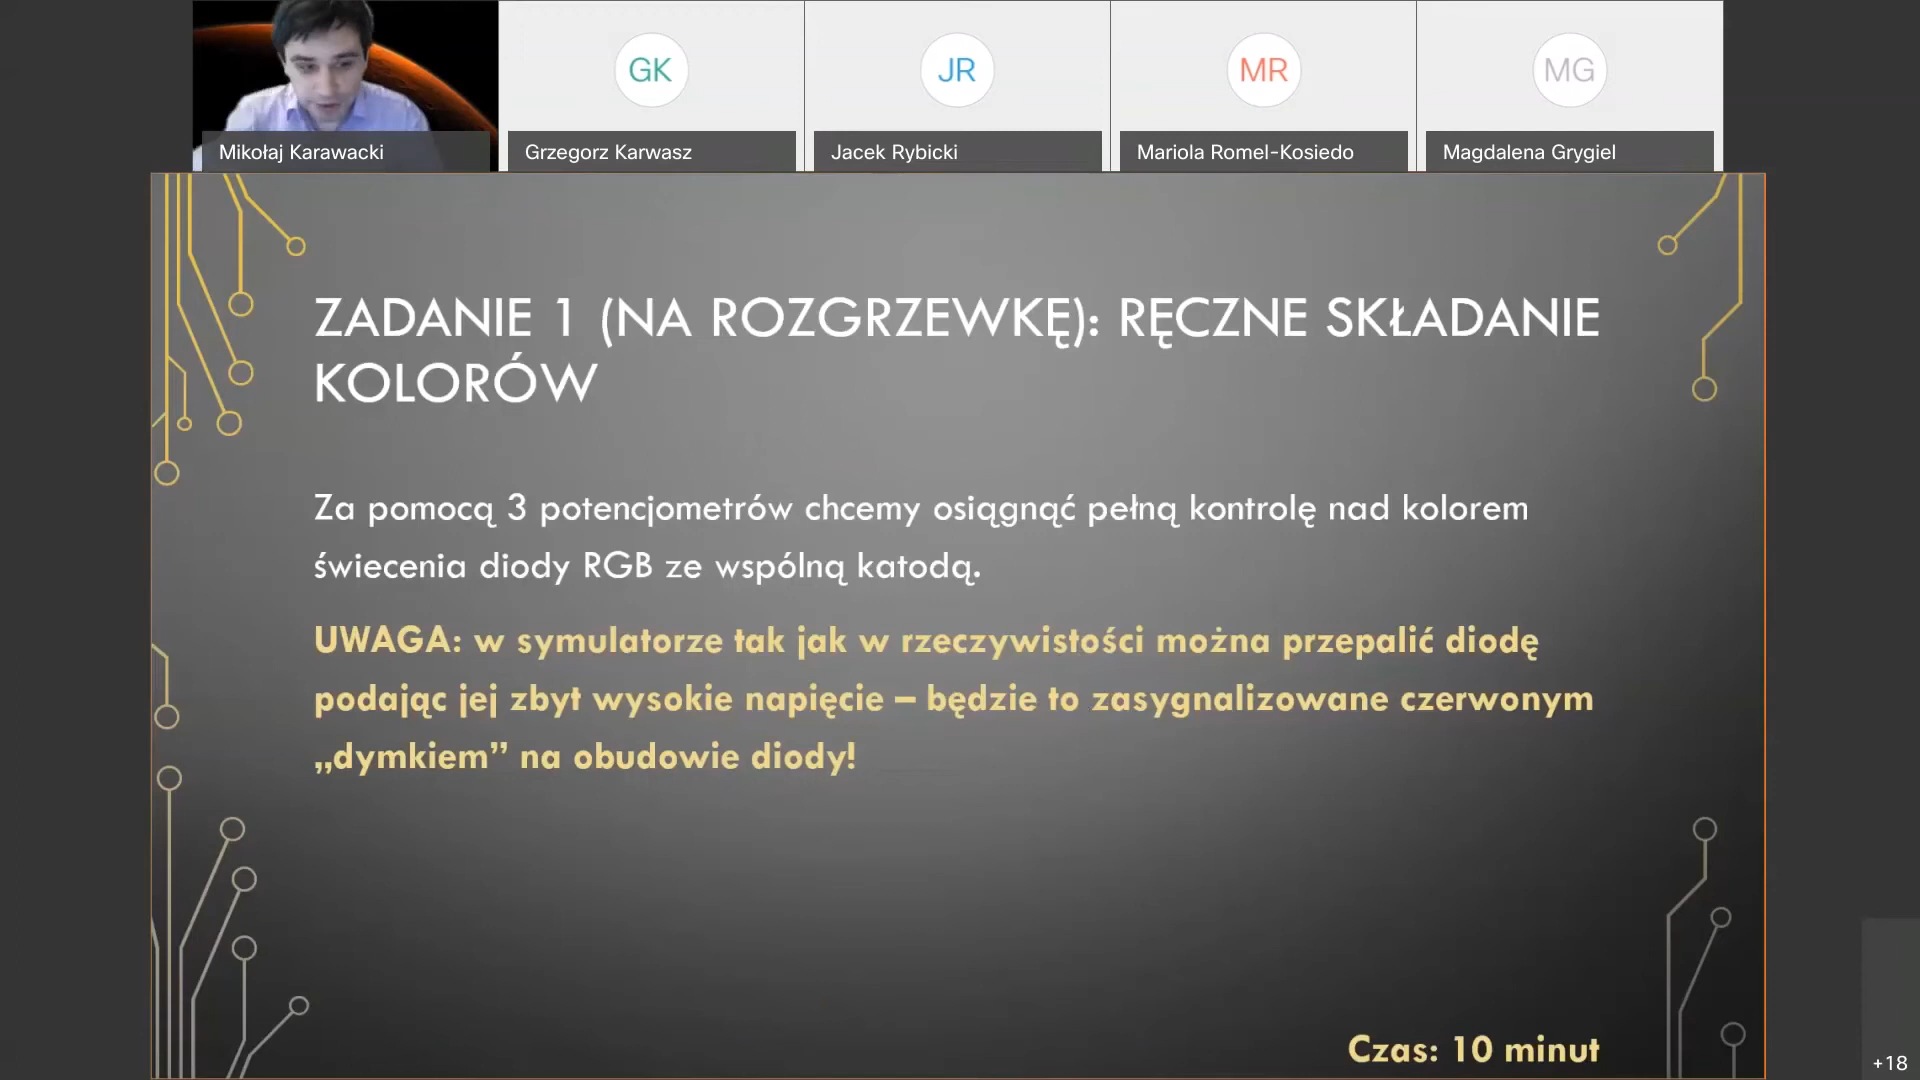 GK
JR
MR
MG
Mikołaj Karawacki
Grzegorz Karwasz
Jacek Rybicki
Mariola Romel-Kosiedo
Magdalena Grygiel
ZADANIE 1 (NA ROZGRZEWKĘ): RĘCZNE SKŁADANIE
KOLORÓW
Za pomocą 3 potencjometrów chcemy osiągnąć pełną kontrolę nad kolorem
świecenia diody RGB ze wspólną katodą.
UWAGA: w symulatorze tak jak w rzeczywistości można przepalić diodę
podając jej zbyt wysokie napięcie – będzie to zasygnalizowane czerwonym
„dymkiem” na obudowie diody!
Czas: 10 minut
+18